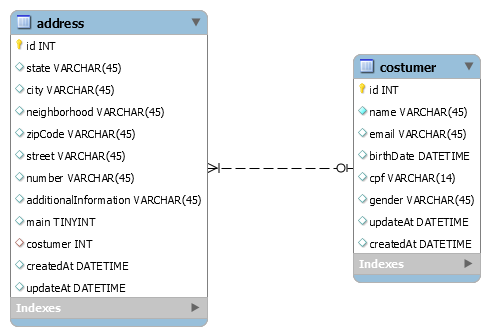 address
id INT
state VARCHAR(45)
city VARCHAR(45)
neighborhood VARCHAR(45)
zipCode VARCHAR(45)
street VARCHAR(45)
number VARCHAR(45)
additionalInformation VARCHAR(45)
main TINYINT
costumer INT
createdAt DATETIME
updateAt DATETIME
Indexes
costumer
id INT
name VARCHAR(45)
email VARCHAR(45)
birthDate DATETIME
cpf VARCHAR(14)
gender VARCHAR(45)
updateAt DATETIME
createdAt DATETIME
Indexes